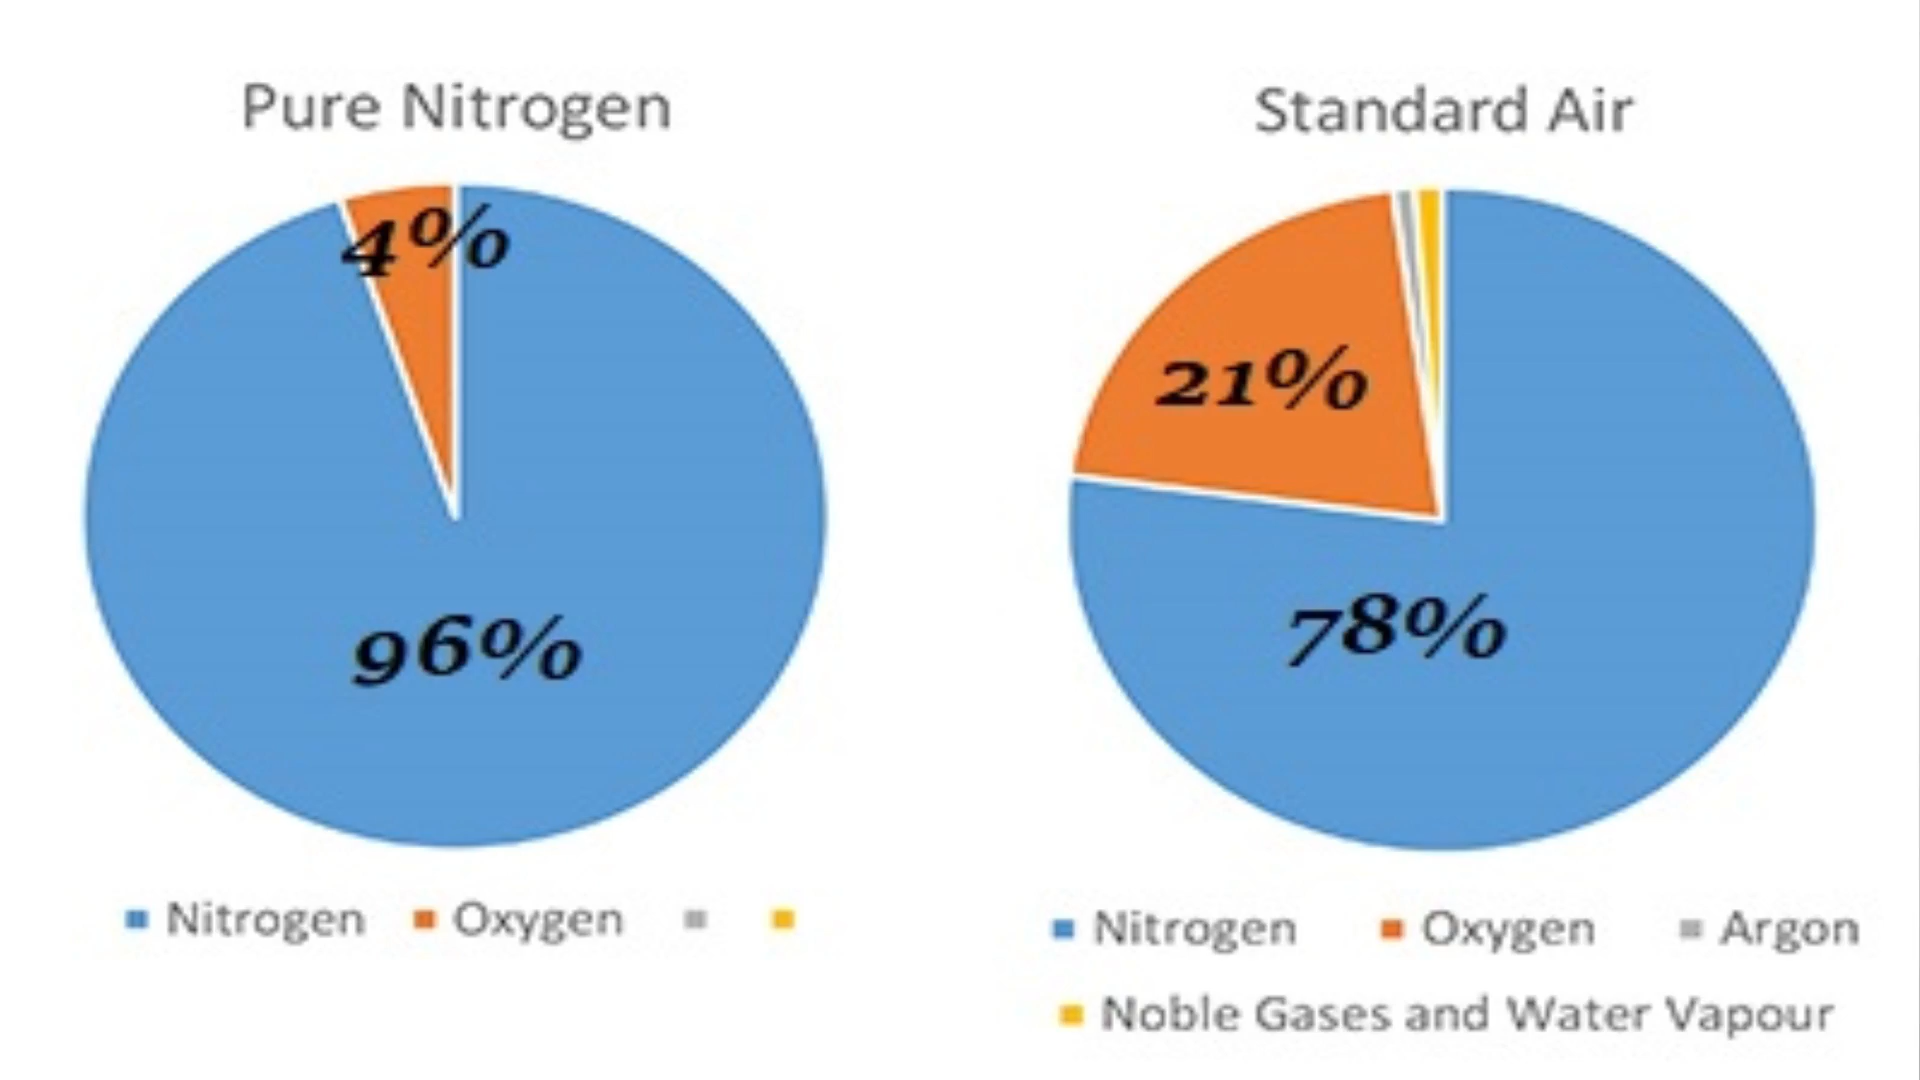 Pure Nitrogen
4%
96%
Nitrogen Oxygen
Standard Air
21%
78%
Nitrogen Oxygen Argon
Noble Gases and Water Vapour